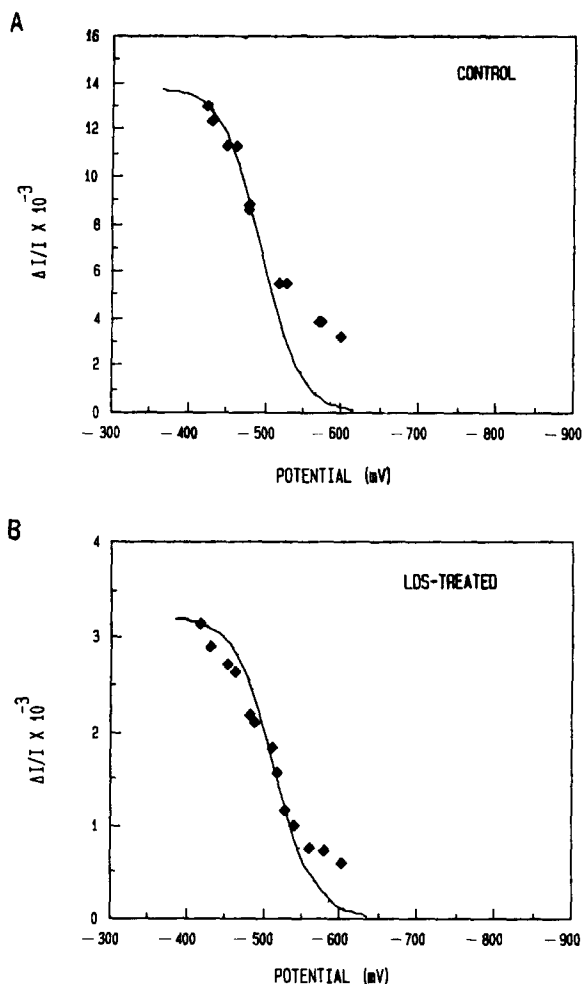 A
CONTROL
16
14
12
10
8
6
4
2
0
ΔI/I X 10⁻³
−300 −400 −500 −600 −700 −800 −900
POTENTIAL (mV)
B
LDS-TREATED
4
3
2
1
0
ΔI/I X 10⁻³
−300 −400 −500 −600 −700 −800 −900
POTENTIAL (mV)